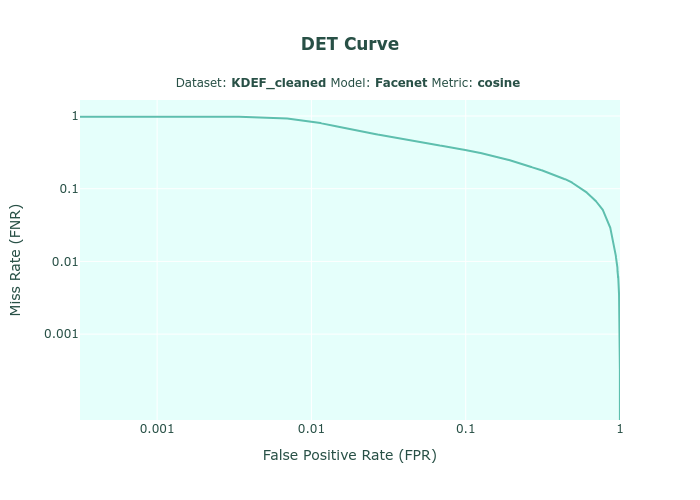 DET Curve
Dataset: KDEF_cleaned Model: Facenet Metric: cosine
1
0.1
0.01
0.001
Miss Rate (FNR)
0.001
0.01
0.1
1
False Positive Rate (FPR)